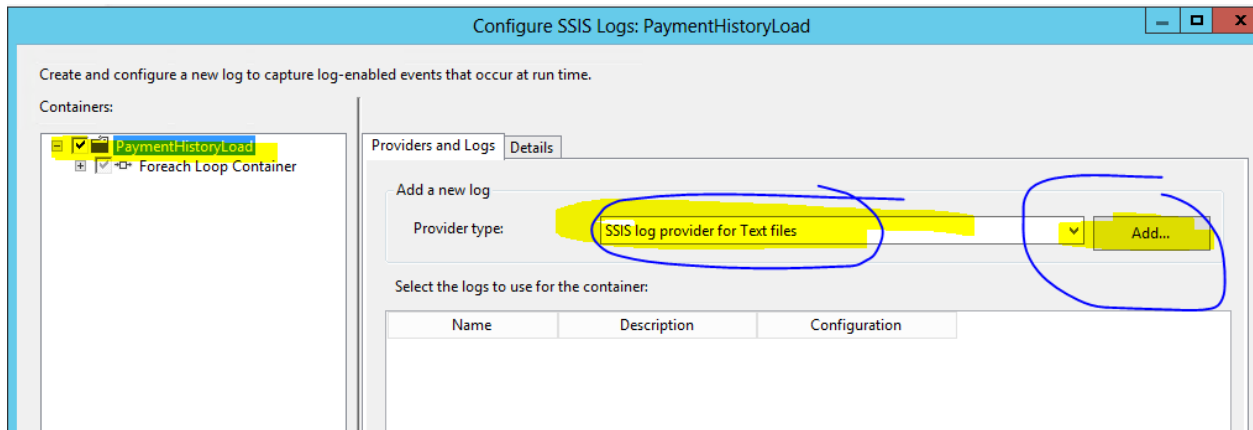 Configure SSIS Logs: PaymentHistoryLoad
x
Create and configure a new log to capture log-enabled events that occur at run time.
Containers:
PaymentHistoryLoad
Foreach Loop Container
Providers and Logs Details
Add a new log
Provider type: SSIS log provider for Text files Add...
Select the logs to use for the container:
Name Description Configuration